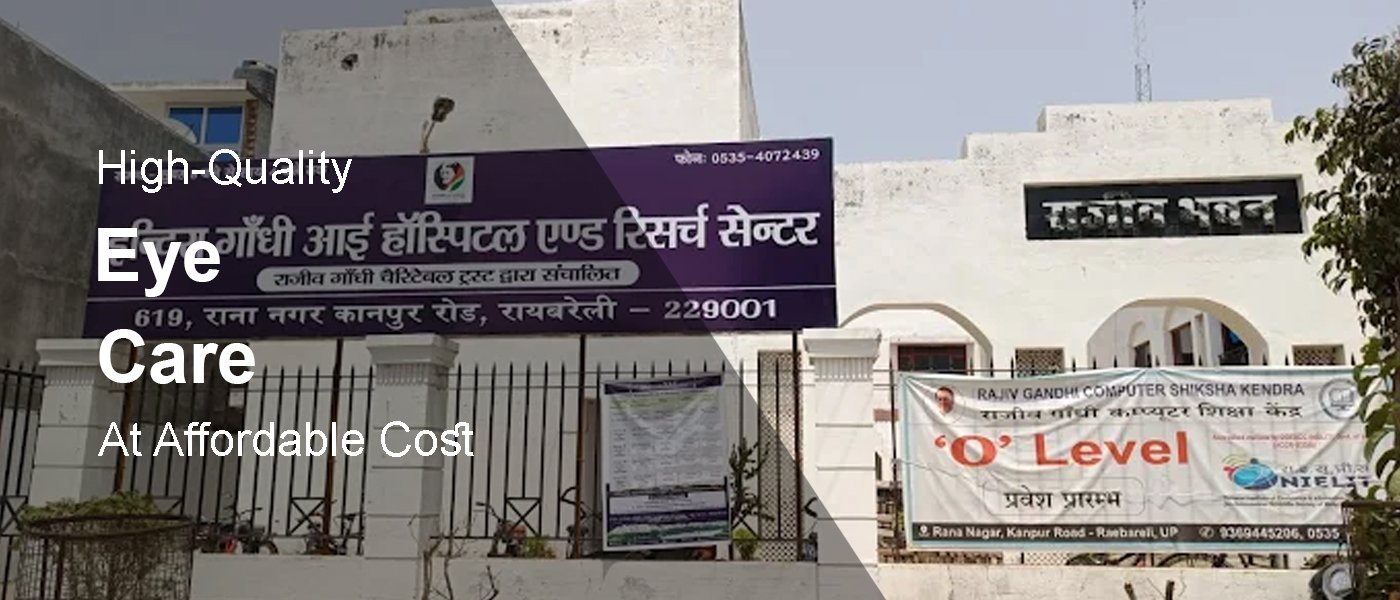 High-Quality
Eye
Care
At Affordable Cost
फोनः 0535-4072439
इन्दिरा गाँधी आई हॉस्पिटल एण्ड रिसर्च सेन्टर
राजीव गाँधी चैरिटेबल ट्रस्ट द्वारा संचालित
619, राना नगर कानपुर रोड, रायबरेली – 229001
राजीव भवन
RAJIV GANDHI COMPUTER SHIKSHA KENDRA
राजीव गांधी काम्प्यूटर शिक्षा केंद्र
'O' Level
NIELIT
प्रवेश प्रारम्भ
Rana Nagar, Kanpur Road - Raebareli, UP
9369445206, 0535